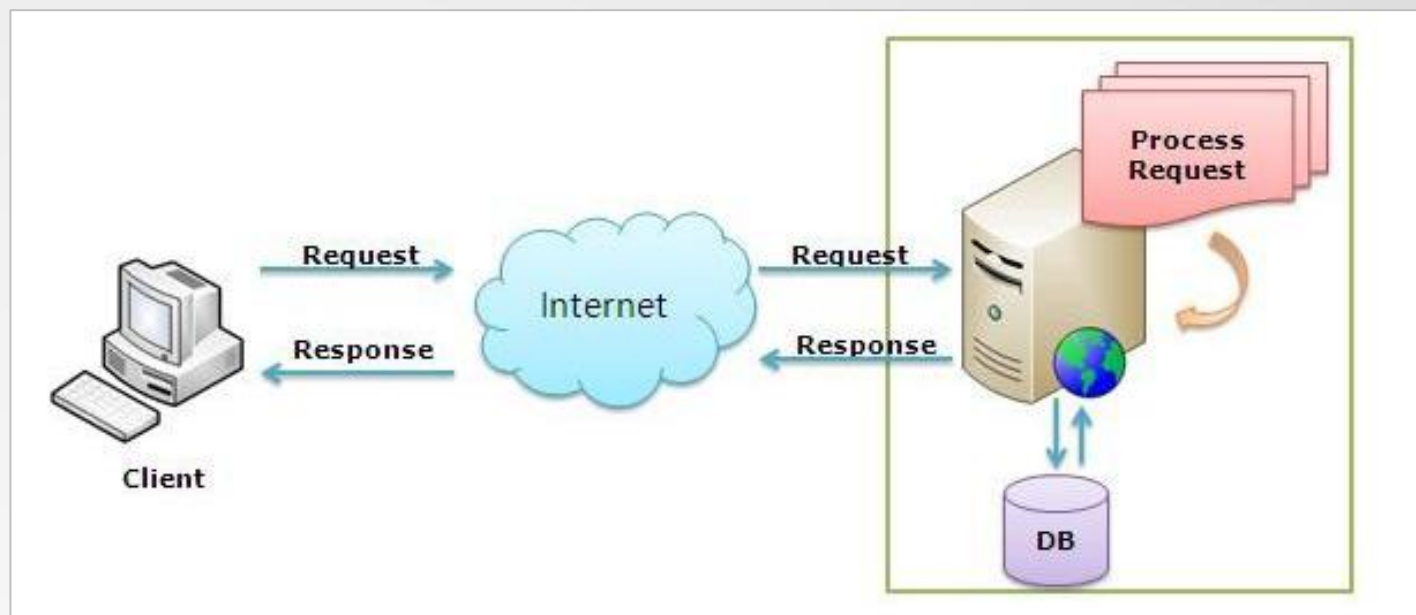 Process
Request
Request
Request
Internet
Response
Response
Client
DB